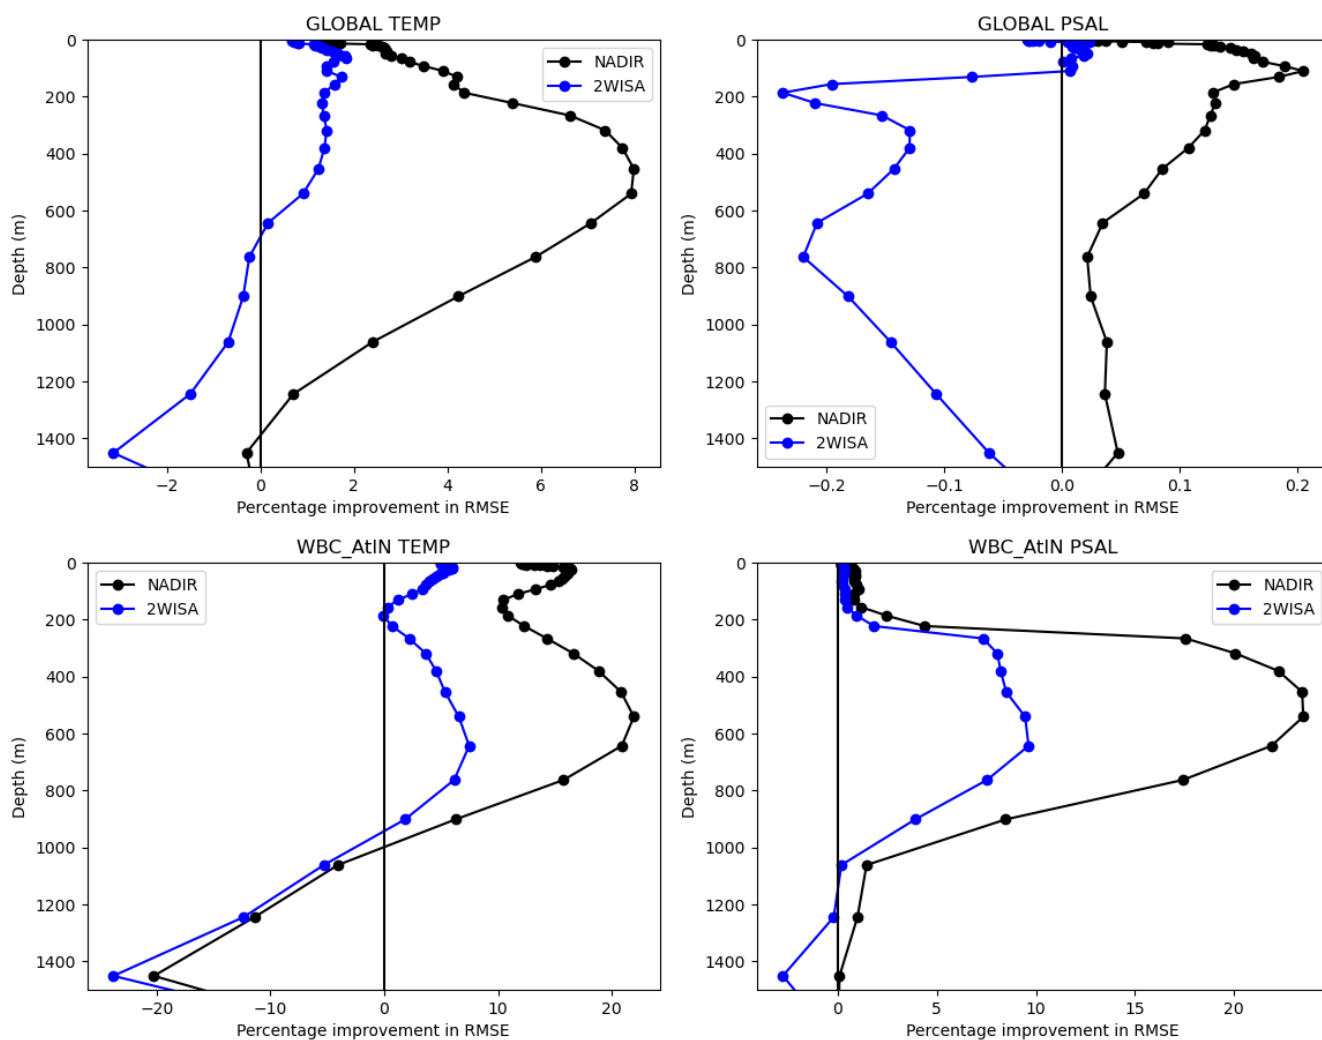 GLOBAL TEMP
0
200
400
600
800
1000
1200
1400
Depth (m)
NADIR
2WISA
−2
0
2
4
6
8
Percentage improvement in RMSE
GLOBAL PSAL
0
200
400
600
800
1000
1200
1400
Depth (m)
NADIR
2WISA
−0.2
−0.1
0.0
0.1
0.2
Percentage improvement in RMSE
WBC_AtlN TEMP
0
200
400
600
800
1000
1200
1400
Depth (m)
NADIR
2WISA
−20
−10
0
10
20
Percentage improvement in RMSE
WBC_AtlN PSAL
0
200
400
600
800
1000
1200
1400
Depth (m)
NADIR
2WISA
0
5
10
15
20
Percentage improvement in RMSE